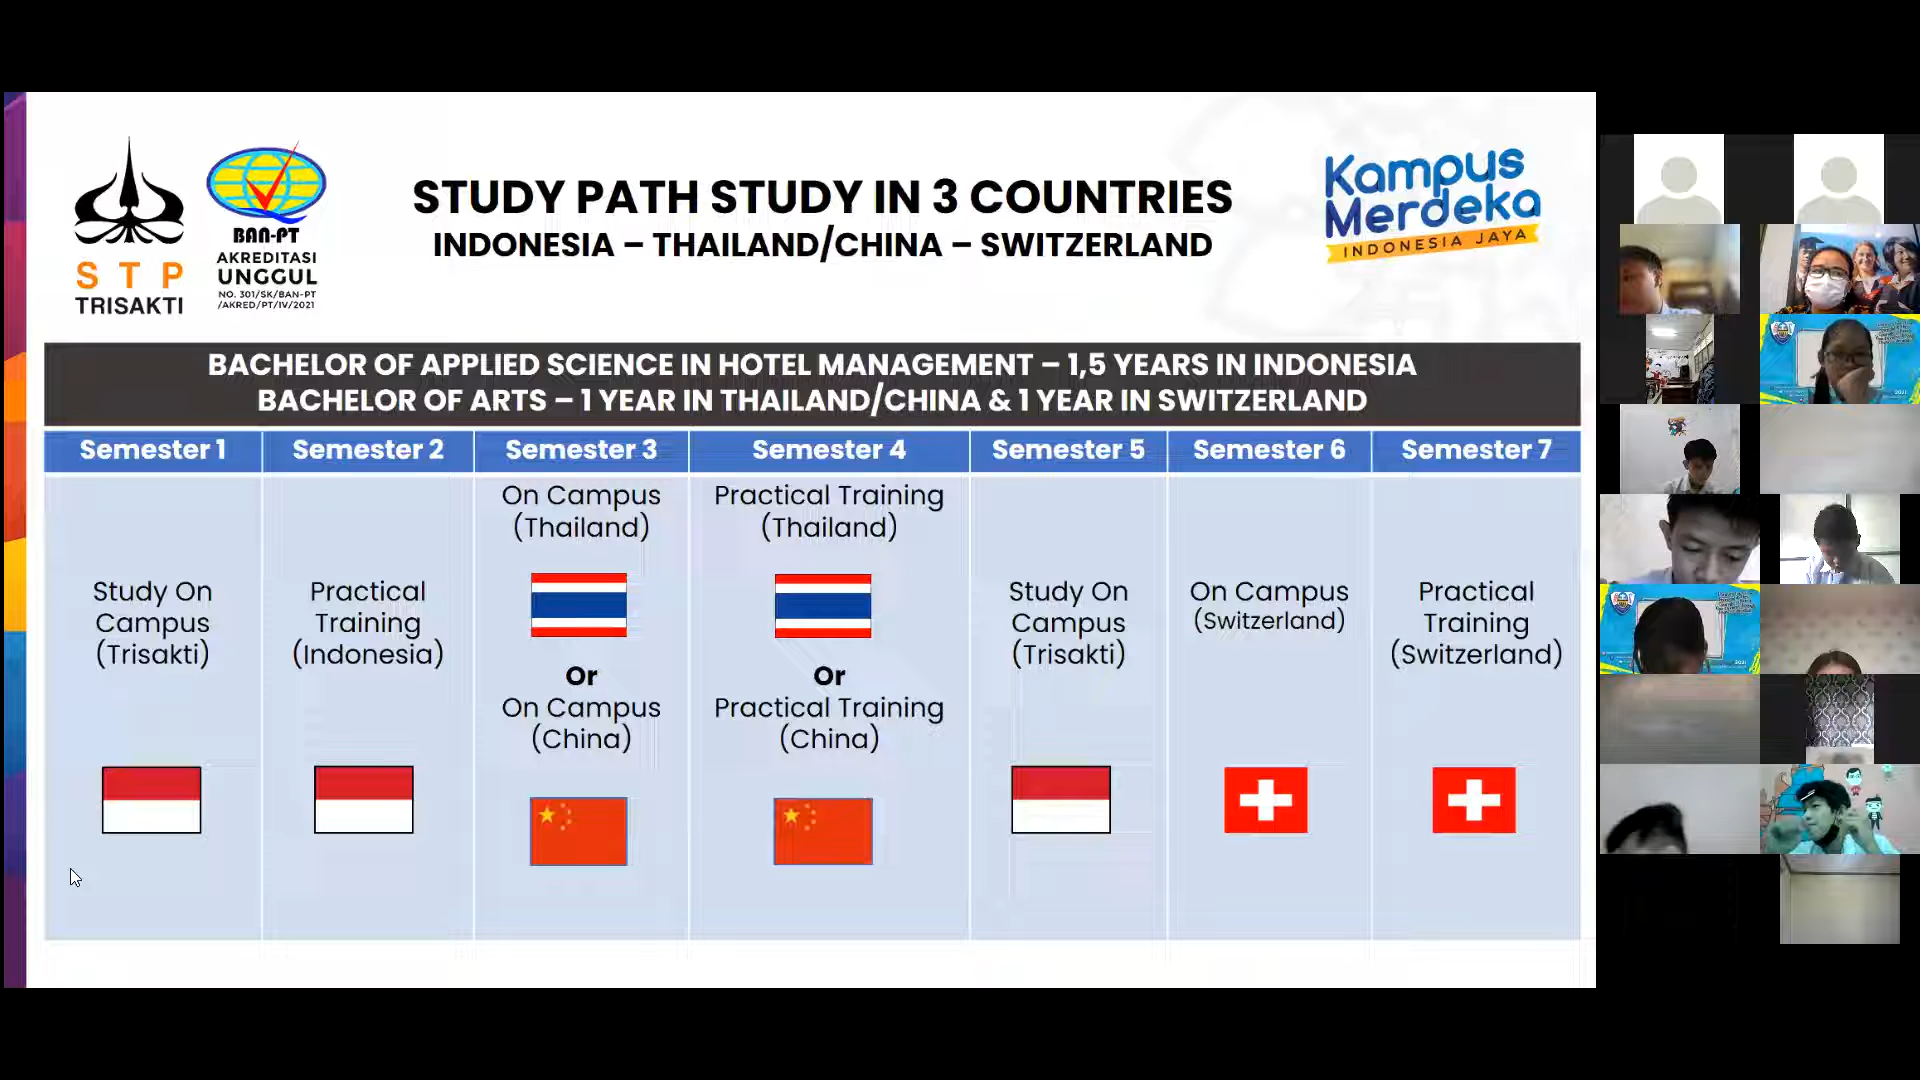 STP
TRISAKTI
BAN-PT
AKREDITASI
UNGGUL
NO. 301/SK/BAN-PT
/AKRED/PT/IV/2021
STUDY PATH STUDY IN 3 COUNTRIES
INDONESIA – THAILAND/CHINA – SWITZERLAND
Kampus
Merdeka
INDONESIA JAYA
BACHELOR OF APPLIED SCIENCE IN HOTEL MANAGEMENT – 1,5 YEARS IN INDONESIA
BACHELOR OF ARTS – 1 YEAR IN THAILAND/CHINA & 1 YEAR IN SWITZERLAND
Semester 1
Semester 2
Semester 3
Semester 4
Semester 5
Semester 6
Semester 7
Study On
Campus
(Trisakti)
Practical
Training
(Indonesia)
On Campus
(Thailand)
Or
On Campus
(China)
Practical Training
(Thailand)
Or
Practical Training
(China)
Study On
Campus
(Trisakti)
On Campus
(Switzerland)
Practical
Training
(Switzerland)